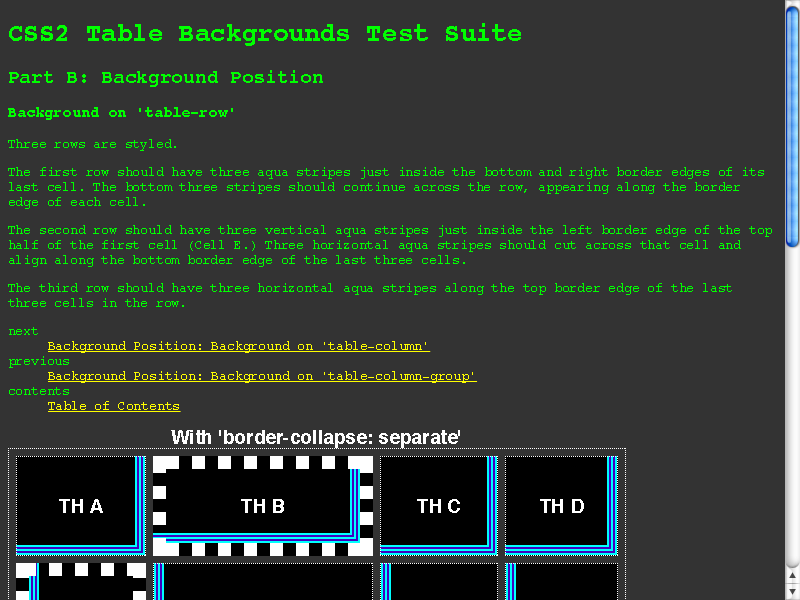 CSS2 Table Backgrounds Test Suite
Part B: Background Position
Background on 'table-row'
Three rows are styled.
The first row should have three aqua stripes just inside the bottom and right border edges of its
last cell. The bottom three stripes should continue across the row, appearing along the border
edge of each cell.
The second row should have three vertical aqua stripes just inside the left border edge of the top
half of the first cell (Cell E.) Three horizontal aqua stripes should cut across that cell and
align along the bottom border edge of the last three cells.
The third row should have three horizontal aqua stripes along the top border edge of the last
three cells in the row.
next
Background Position: Background on 'table-column'
previous
Background Position: Background on 'table-column-group'
contents
Table of Contents
With 'border-collapse: separate'
TH A TH B TH C TH D